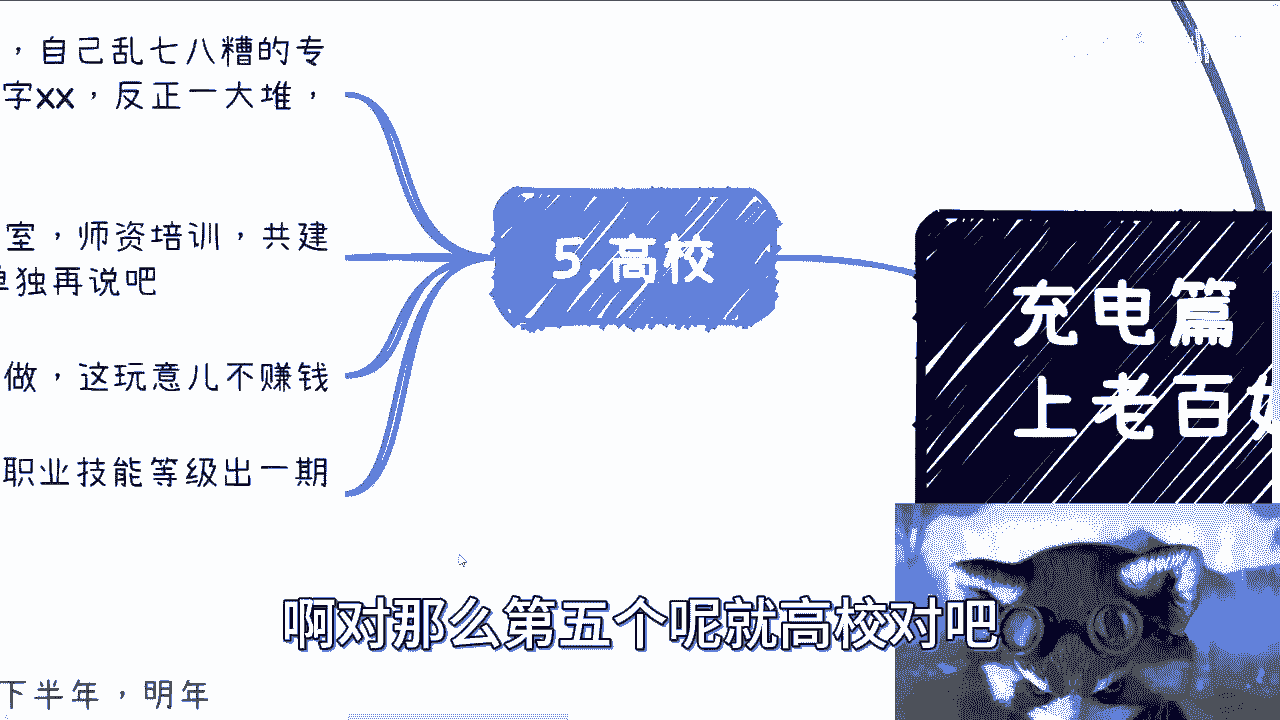 ，自己乱七八糟的专
字xx，反正一大堆，
室，师资培训，共建
单独再说吧
做，这玩意儿不赚钱
职业技能等级出一期
5.高校
充电篇
上老百姓
啊对那么第五个呢就高校对吧
下半年，明年